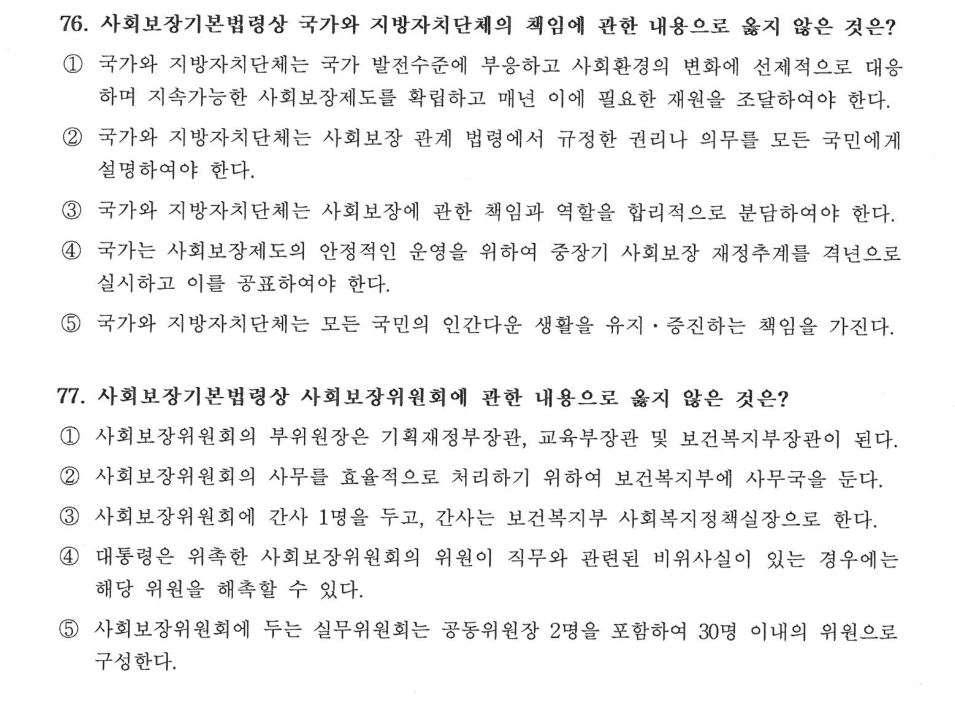 76. 사회보장기본법령상 국가와 지방자치단체의 책임에 관한 내용으로 옳지 않은 것은?
① 국가와 지방자치단체는 국가 발전수준에 부응하고 사회환경의 변화에 선제적으로 대응
하며 지속가능한 사회보장제도를 확립하고 매년 이에 필요한 재원을 조달하여야 한다.
② 국가와 지방자치단체는 사회보장 관계 법령에서 규정한 권리나 의무를 모든 국민에게
설명하여야 한다.
③ 국가와 지방자치단체는 사회보장에 관한 책임과 역할을 합리적으로 분담하여야 한다.
④ 국가는 사회보장제도의 안정적인 운영을 위하여 중장기 사회보장 재정추계를 격년으로
실시하고 이를 공표하여야 한다.
⑤ 국가와 지방자치단체는 모든 국민의 인간다운 생활을 유지·증진하는 책임을 가진다.
77. 사회보장기본법령상 사회보장위원회에 관한 내용으로 옳지 않은 것은?
① 사회보장위원회의 부위원장은 기획재정부장관, 교육부장관 및 보건복지부장관이 된다.
② 사회보장위원회의 사무를 효율적으로 처리하기 위하여 보건복지부에 사무국을 둔다.
③ 사회보장위원회에 간사 1명을 두고, 간사는 보건복지부 사회복지정책실장으로 한다.
④ 대통령은 위촉한 사회보장위원회의 위원이 직무와 관련된 비위사실이 있는 경우에는
해당 위원을 해촉할 수 있다.
⑤ 사회보장위원회에 두는 실무위원회는 공동위원장 2명을 포함하여 30명 이내의 위원으로
구성한다.